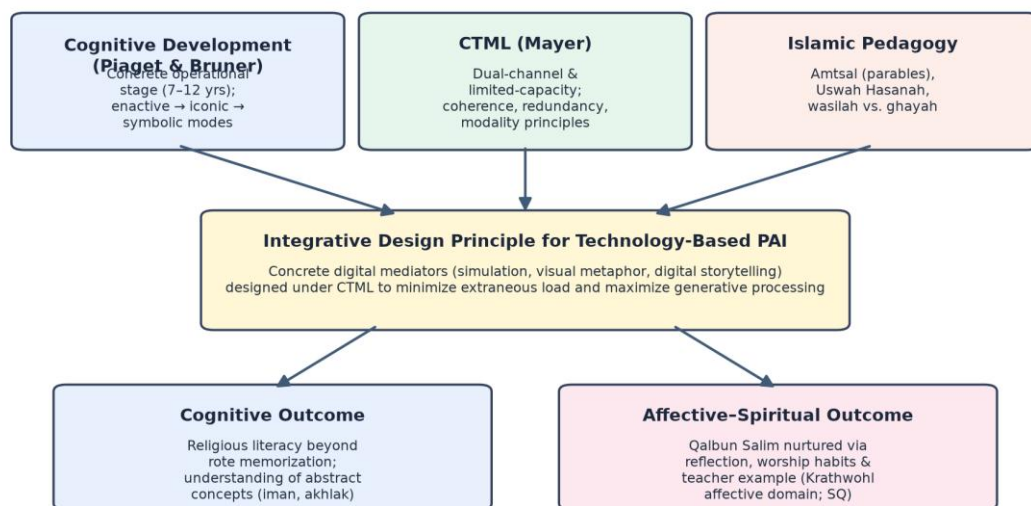 Cognitive Development
(Piaget & Bruner)
Concrete operational
stage (7–12 yrs);
enactive → iconic →
symbolic modes
CTML (Mayer)
Dual-channel &
limited-capacity;
coherence, redundancy,
modality principles
Islamic Pedagogy
Amtsal (parables),
Uswah Hasanah,
wasilah vs. ghayah
Integrative Design Principle for Technology-Based PAI
Concrete digital mediators (simulation, visual metaphor, digital storytelling)
designed under CTML to minimize extraneous load and maximize generative processing
Cognitive Outcome
Religious literacy beyond
rote memorization;
understanding of abstract
concepts (iman, akhlak)
Affective–Spiritual Outcome
Qalbun Salim nurtured via
reflection, worship habits &
teacher example (Krathwohl
affective domain; SQ)